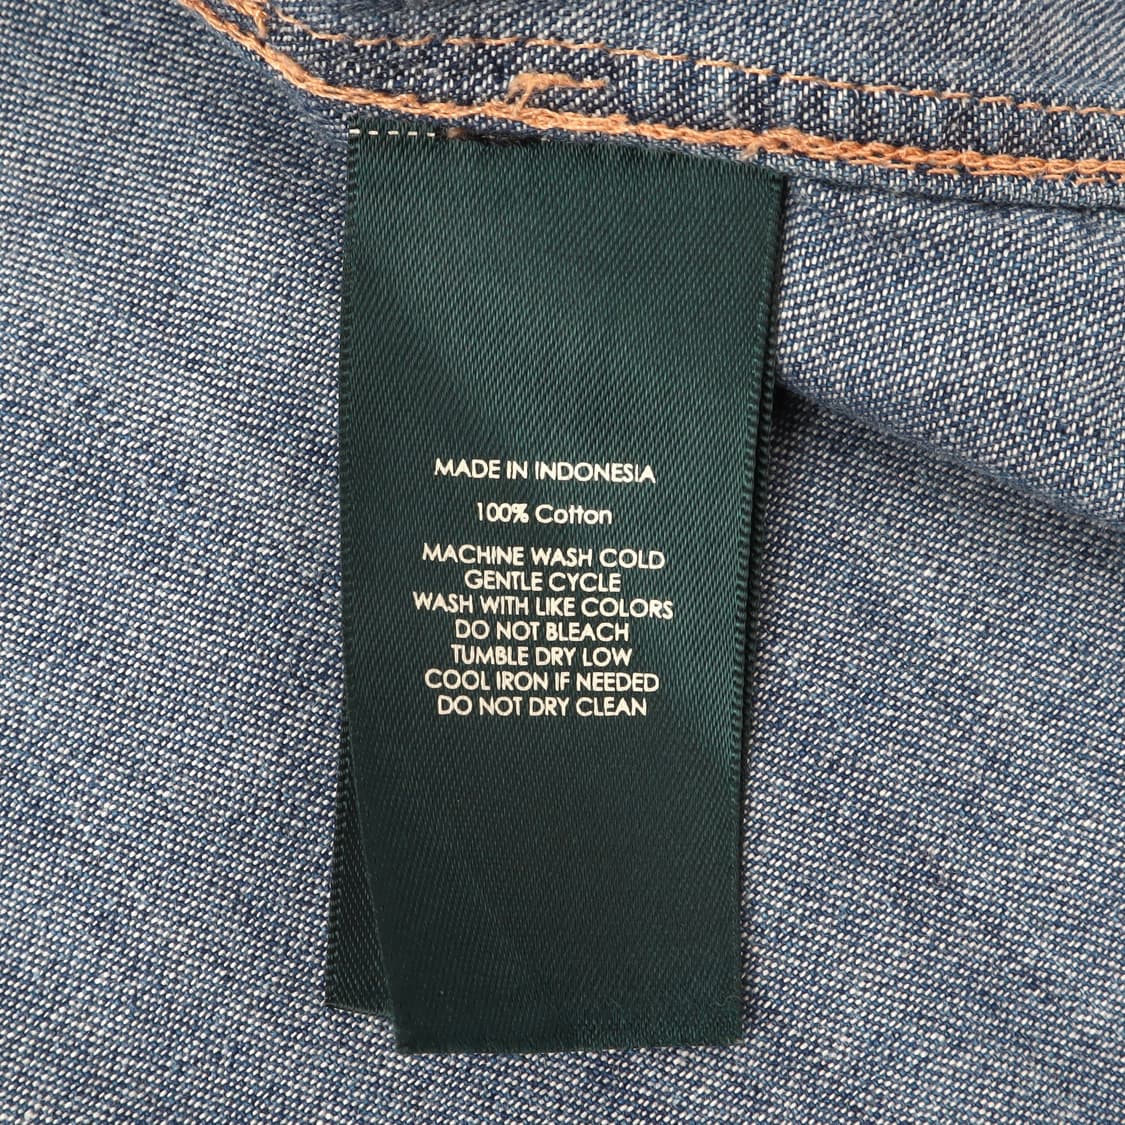 MADE IN INDONESIA
100% Cotton
MACHINE WASH COLD
GENTLE CYCLE
WASH WITH LIKE COLORS
DO NOT BLEACH
TUMBLE DRY LOW
COOL IRON IF NEEDED
DO NOT DRY CLEAN